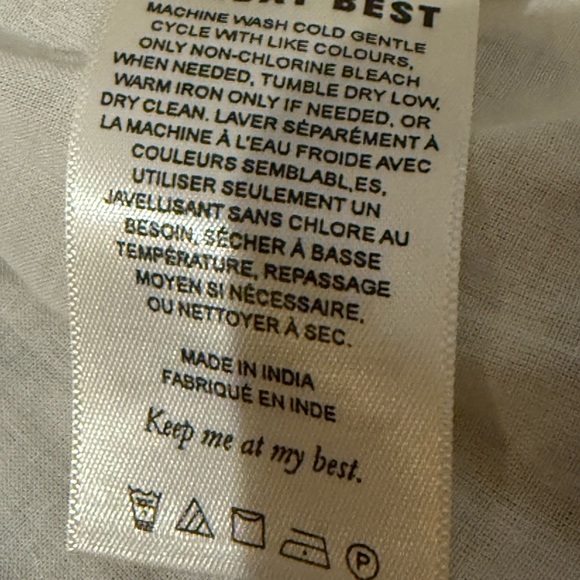 BEST
MACHINE WASH COLD GENTLE
CYCLE WITH LIKE COLOURS,
ONLY NON-CHLORINE BLEACH
WHEN NEEDED, TUMBLE DRY LOW,
WARM IRON ONLY IF NEEDED, OR
DRY CLEAN. LAVER SÉPARÉMENT À
LA MACHINE À L'EAU FROIDE AVEC
COULEURS SEMBLABL,ES,
UTILISER SEULEMENT UN
JAVELLISANT SANS CHLORE AU
BESOIN, SÉCHER À BASSE
TEMPÉRATURE, REPASSAGE
MOYEN SI NÉCESSAIRE,
OU NETTOYER À SEC.
MADE IN INDIA
FABRIQUÉ EN INDE
Keep me at my best.
P